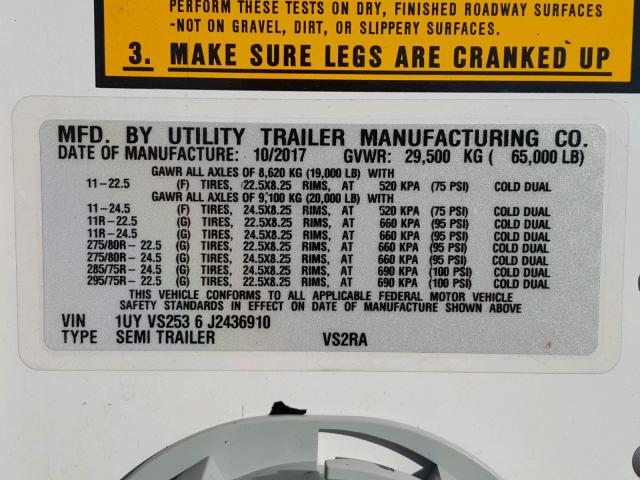 PERFORM THESE TESTS ON DRY, FINISHED ROADWAY SURFACES
-NOT ON GRAVEL, DIRT, OR SLIPPERY SURFACES.
3. MAKE SURE LEGS ARE CRANKED UP
MFD. BY UTILITY TRAILER MANUFACTURING CO.
DATE OF MANUFACTURE: 10/2017 GVWR: 29,500 KG ( 65,000 LB)
GAWR ALL AXLES OF 8,620 KG (19,000 LB) WITH
11-22.5 (F) TIRES, 22.5X8.25 RIMS, AT 520 KPA (75 PSI) COLD DUAL
GAWR ALL AXLES OF 9,100 KG (20,000 LB) WITH
11-24.5 (F) TIRES, 24.5X8.25 RIMS, AT 520 KPA (75 PSI) COLD DUAL
11R-22.5 (G) TIRES, 22.5X8.25 RIMS, AT 660 KPA (95 PSI) COLD DUAL
11R-24.5 (G) TIRES, 24.5X8.25 RIMS, AT 660 KPA (95 PSI) COLD DUAL
275/80R-22.5 (G) TIRES, 22.5X8.25 RIMS, AT 660 KPA (95 PSI) COLD DUAL
275/80R-24.5 (G) TIRES, 24.5X8.25 RIMS, AT 660 KPA (95 PSI) COLD DUAL
285/75R-24.5 (G) TIRES, 24.5X8.25 RIMS, AT 690 KPA (100 PSI) COLD DUAL
295/75R-22.5 (G) TIRES, 22.5X8.25 RIMS, AT 690 KPA (100 PSI) COLD DUAL
THIS VEHICLE CONFORMS TO ALL APPLICABLE FEDERAL MOTOR VEHICLE
SAFETY STANDARDS IN EFFECT ON DATE OF MANUFACTURE SHOWN ABOVE
VIN 1UY VS253 6 J2436910
TYPE SEMI TRAILER VS2RA